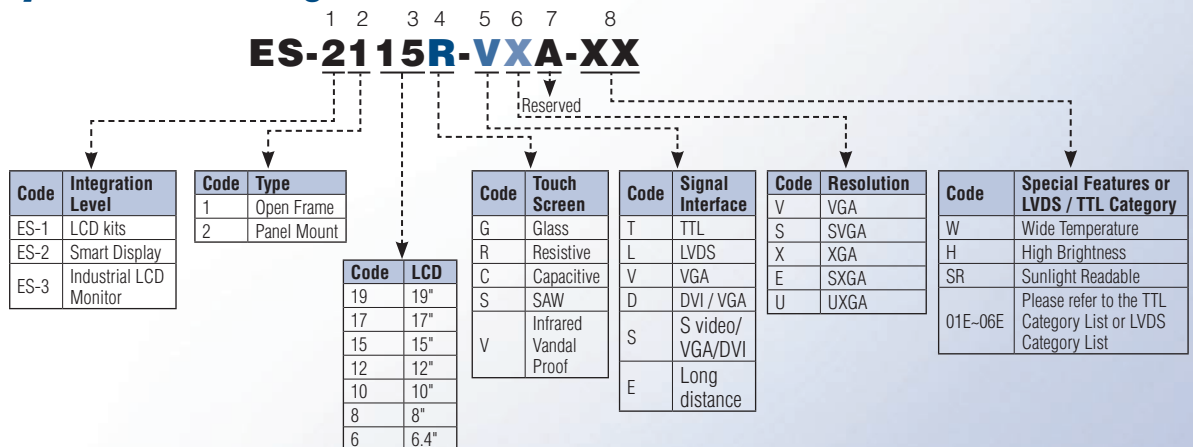 1 2 3 4 5 6 7 8
ES-2115R-VXA-XX
Reserved
Code Integration Level
ES-1 LCD kits
ES-2 Smart Display
ES-3 Industrial LCD Monitor
Code Type
1 Open Frame
2 Panel Mount
Code LCD
19 19"
17 17"
15 15"
12 12"
10 10"
8 8"
6 6.4"
Code Touch Screen
G Glass
R Resistive
C Capacitive
S SAW
V Infrared Vandal Proof
Code Signal Interface
T TTL
L LVDS
V VGA
D DVI / VGA
S S video/ VGA/DVI
E Long distance
Code Resolution
V VGA
S SVGA
X XGA
E SXGA
U UXGA
Code Special Features or LVDS / TTL Category
W Wide Temperature
H High Brightness
SR Sunlight Readable
01E~06E Please refer to the TTL Category List or LVDS Category List